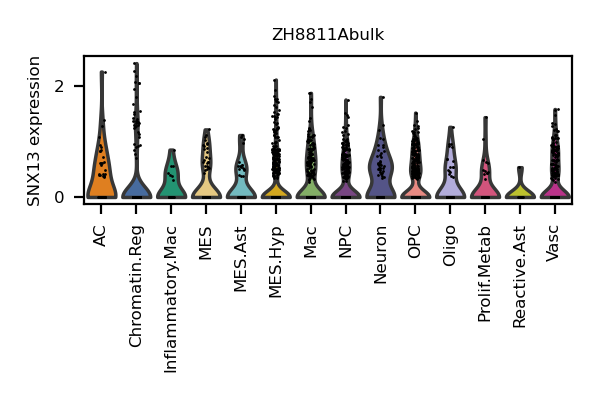 ZH8811Abulk
SNX13 expression
2
0
AC
Chromatin.Reg
Inflammatory.Mac
MES
MES.Ast
MES.Hyp
Mac
NPC
Neuron
OPC
Oligo
Prolif.Metab
Reactive.Ast
Vasc